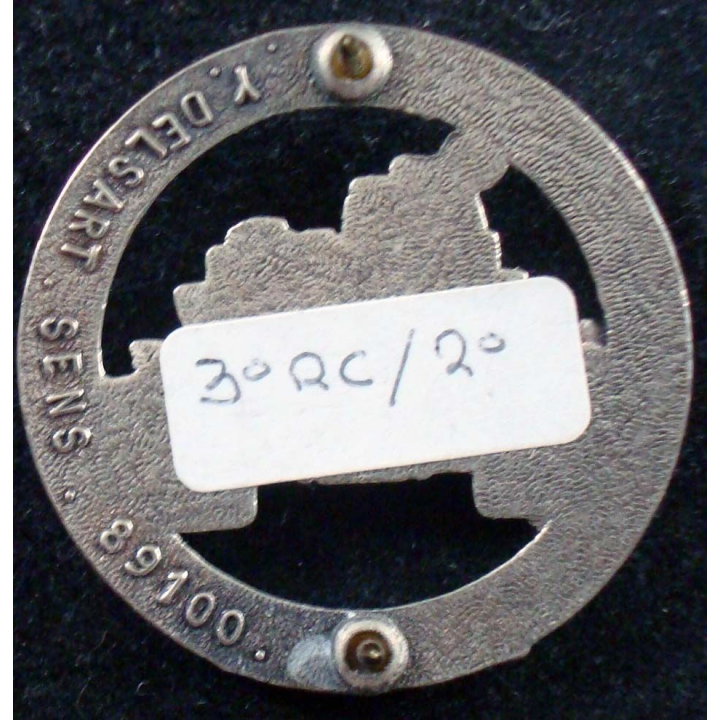 Y. DELSART. SENS. 89100.
3° RC / 2°